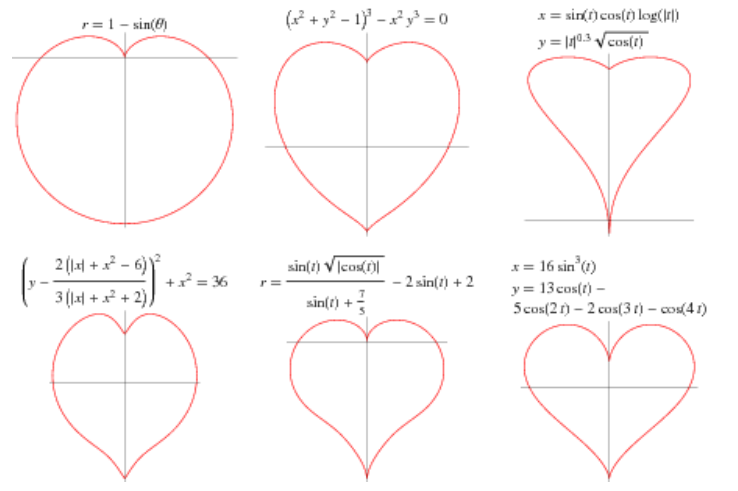 r = 1 − sin(θ)
(x² + y² − 1)³ − x² y³ = 0
x = sin(t) cos(t) log(|t|)
y = |t|^0.3 √cos(t)
(y − 2(|x| + x² − 6) / 3(|x| + x² + 2))² + x² = 36
r = sin(t) √|cos(t)| / (sin(t) + 7/5) − 2 sin(t) + 2
x = 16 sin³(t)
y = 13 cos(t) −
5 cos(2 t) − 2 cos(3 t) − cos(4 t)